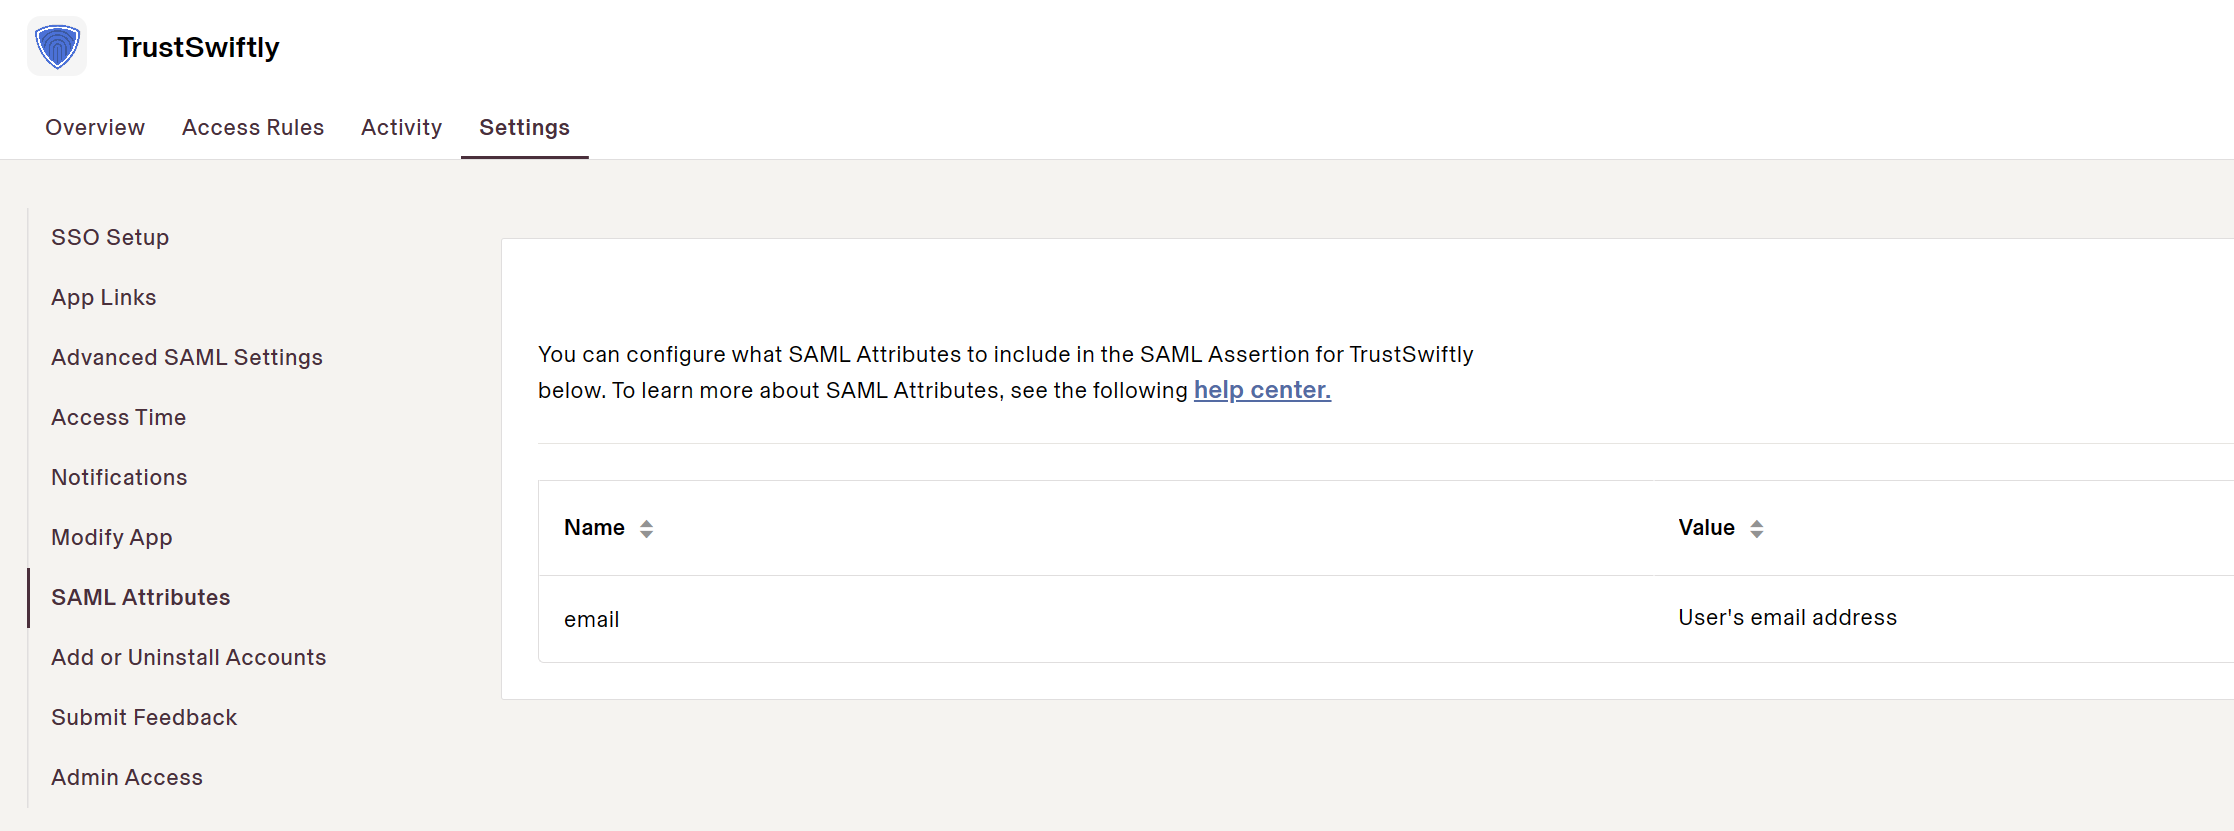 TrustSwiftly
Overview Access Rules Activity Settings
SSO Setup
App Links
Advanced SAML Settings
Access Time
Notifications
Modify App
SAML Attributes
Add or Uninstall Accounts
Submit Feedback
Admin Access
You can configure what SAML Attributes to include in the SAML Assertion for TrustSwiftly
below. To learn more about SAML Attributes, see the following help center.
Name Value
email User's email address